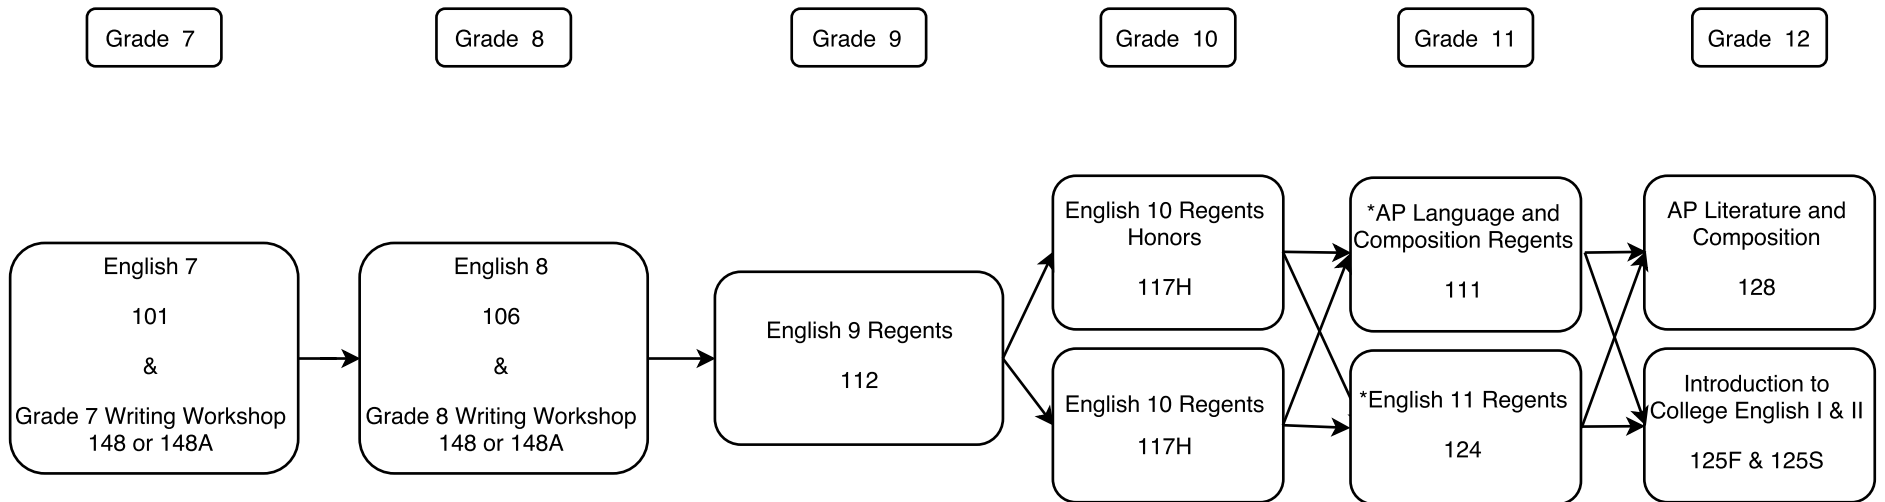 Grade 7
Grade 8
Grade 9
Grade 10
Grade 11
Grade 12
English 7
101
&
Grade 7 Writing Workshop
148 or 148A
English 8
106
&
Grade 8 Writing Workshop
148 or 148A
English 9 Regents
112
English 10 Regents
Honors
117H
English 10 Regents
117H
*AP Language and
Composition Regents
111
*English 11 Regents
124
AP Literature and
Composition
128
Introduction to
College English I & II
125F & 125S